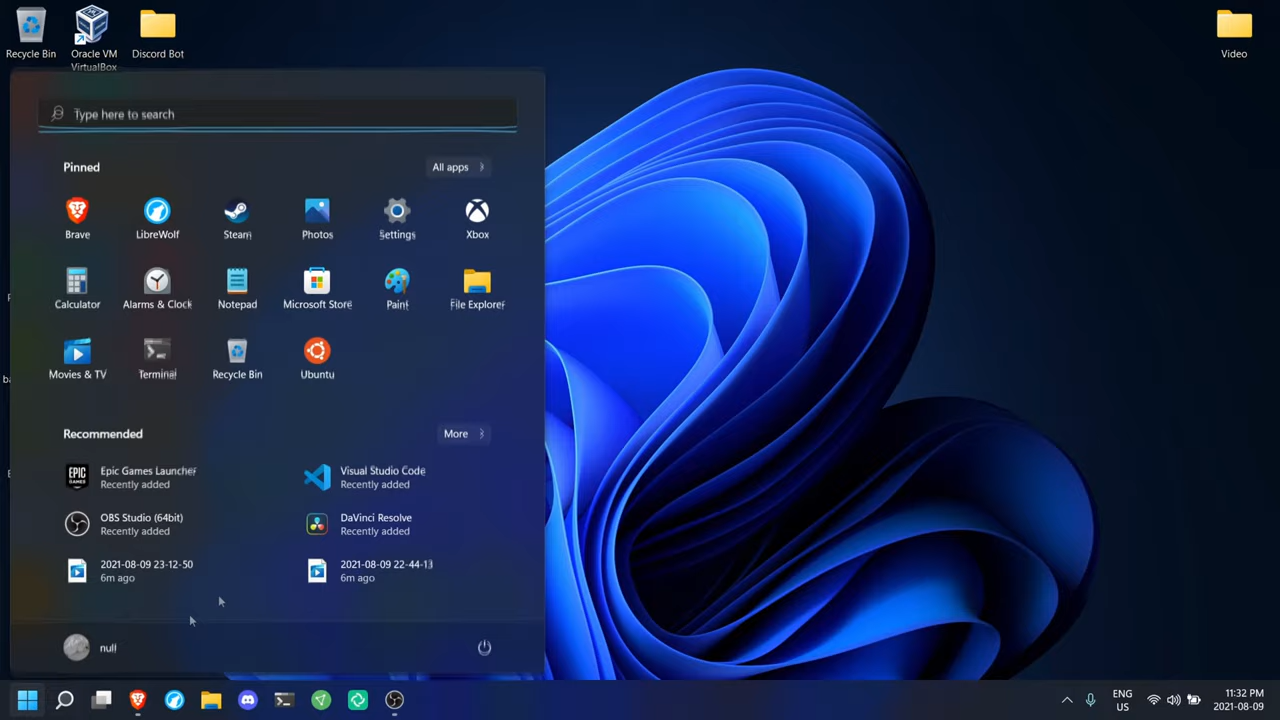 Recycle Bin
Oracle VM
VirtualBox
Discord Bot
Video
Type here to search
Pinned
All apps
Brave
LibreWolf
Steam
Photos
Settings
Xbox
Calculator
Alarms & Clock
Notepad
Microsoft Store
Paint
File Explorer
Movies & TV
Terminal
Recycle Bin
Ubuntu
Recommended
More
EPIC
GAMES
Epic Games Launcher
Recently added
Visual Studio Code
Recently added
OBS Studio (64bit)
Recently added
DaVinci Resolve
Recently added
2021-08-09 23-12-50
6m ago
2021-08-09 22-44-13
6m ago
null
ENG
US
11:32 PM
2021-08-09